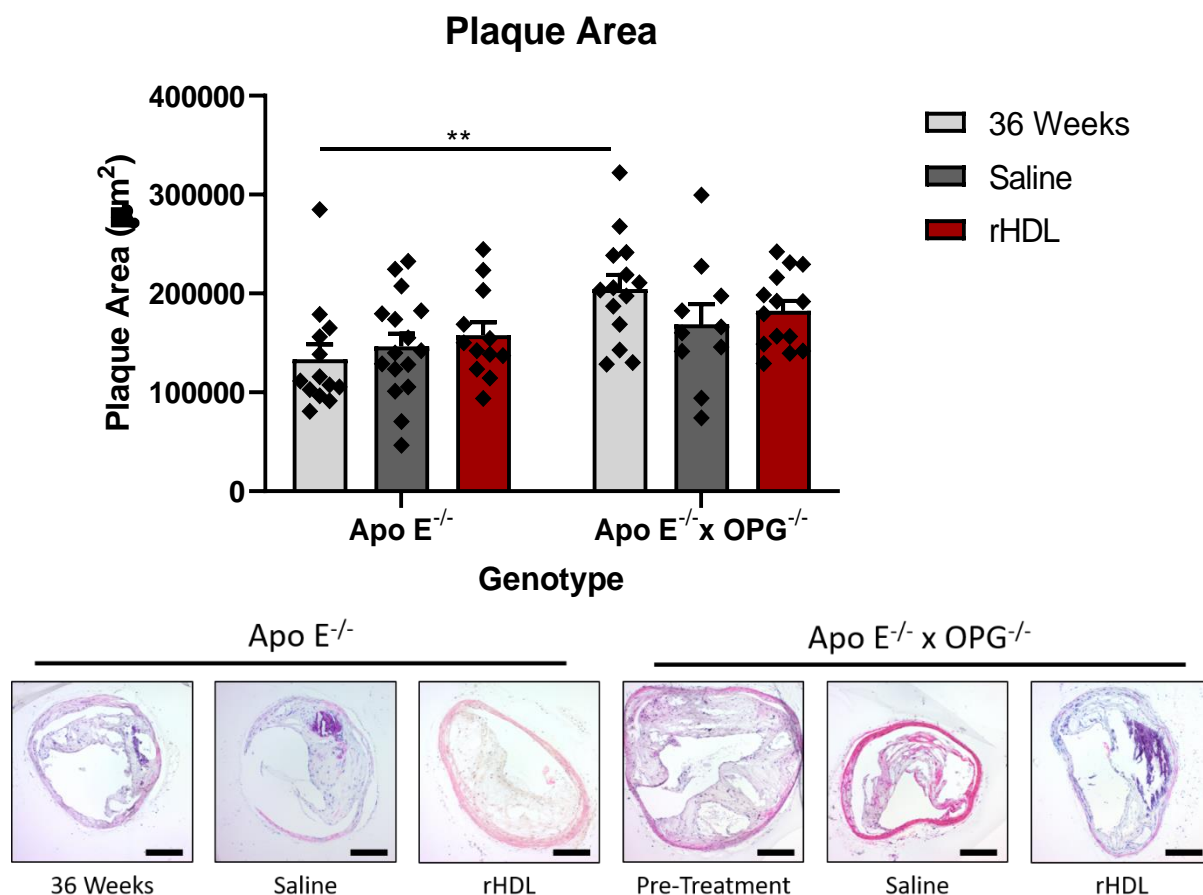 Plaque Area
400000
300000
200000
100000
0
Plaque Area (μm²)
**
36 Weeks
Saline
rHDL
Apo E⁻/⁻
Apo E⁻/⁻ x OPG⁻/⁻
Genotype
Apo E⁻/⁻
Apo E⁻/⁻ x OPG⁻/⁻
36 Weeks
Saline
rHDL
Pre-Treatment
Saline
rHDL